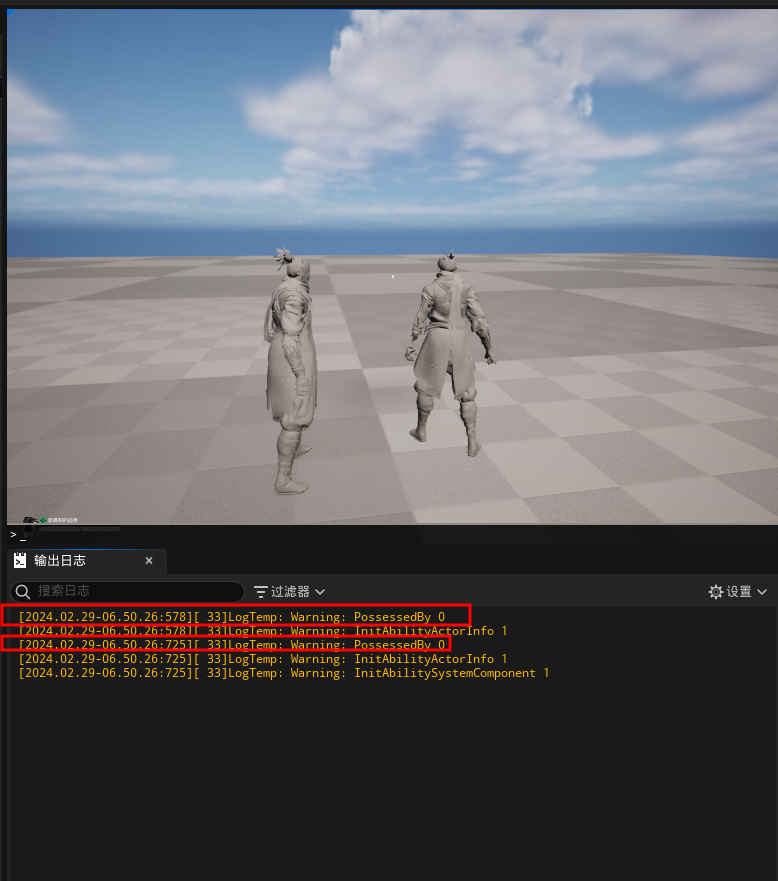 >_
输出日志
搜索日志
过滤器
设置
[2024.02.29-06.50.26:578][ 33]LogTemp: Warning: PossessedBy 0
[2024.02.29-06.50.26:578][ 33]LogTemp: Warning: InitAbilityActorInfo 1
[2024.02.29-06.50.26:725][ 33]LogTemp: Warning: PossessedBy 0
[2024.02.29-06.50.26:725][ 33]LogTemp: Warning: InitAbilityActorInfo 1
[2024.02.29-06.50.26:725][ 33]LogTemp: Warning: InitAbilitySystemComponent 1